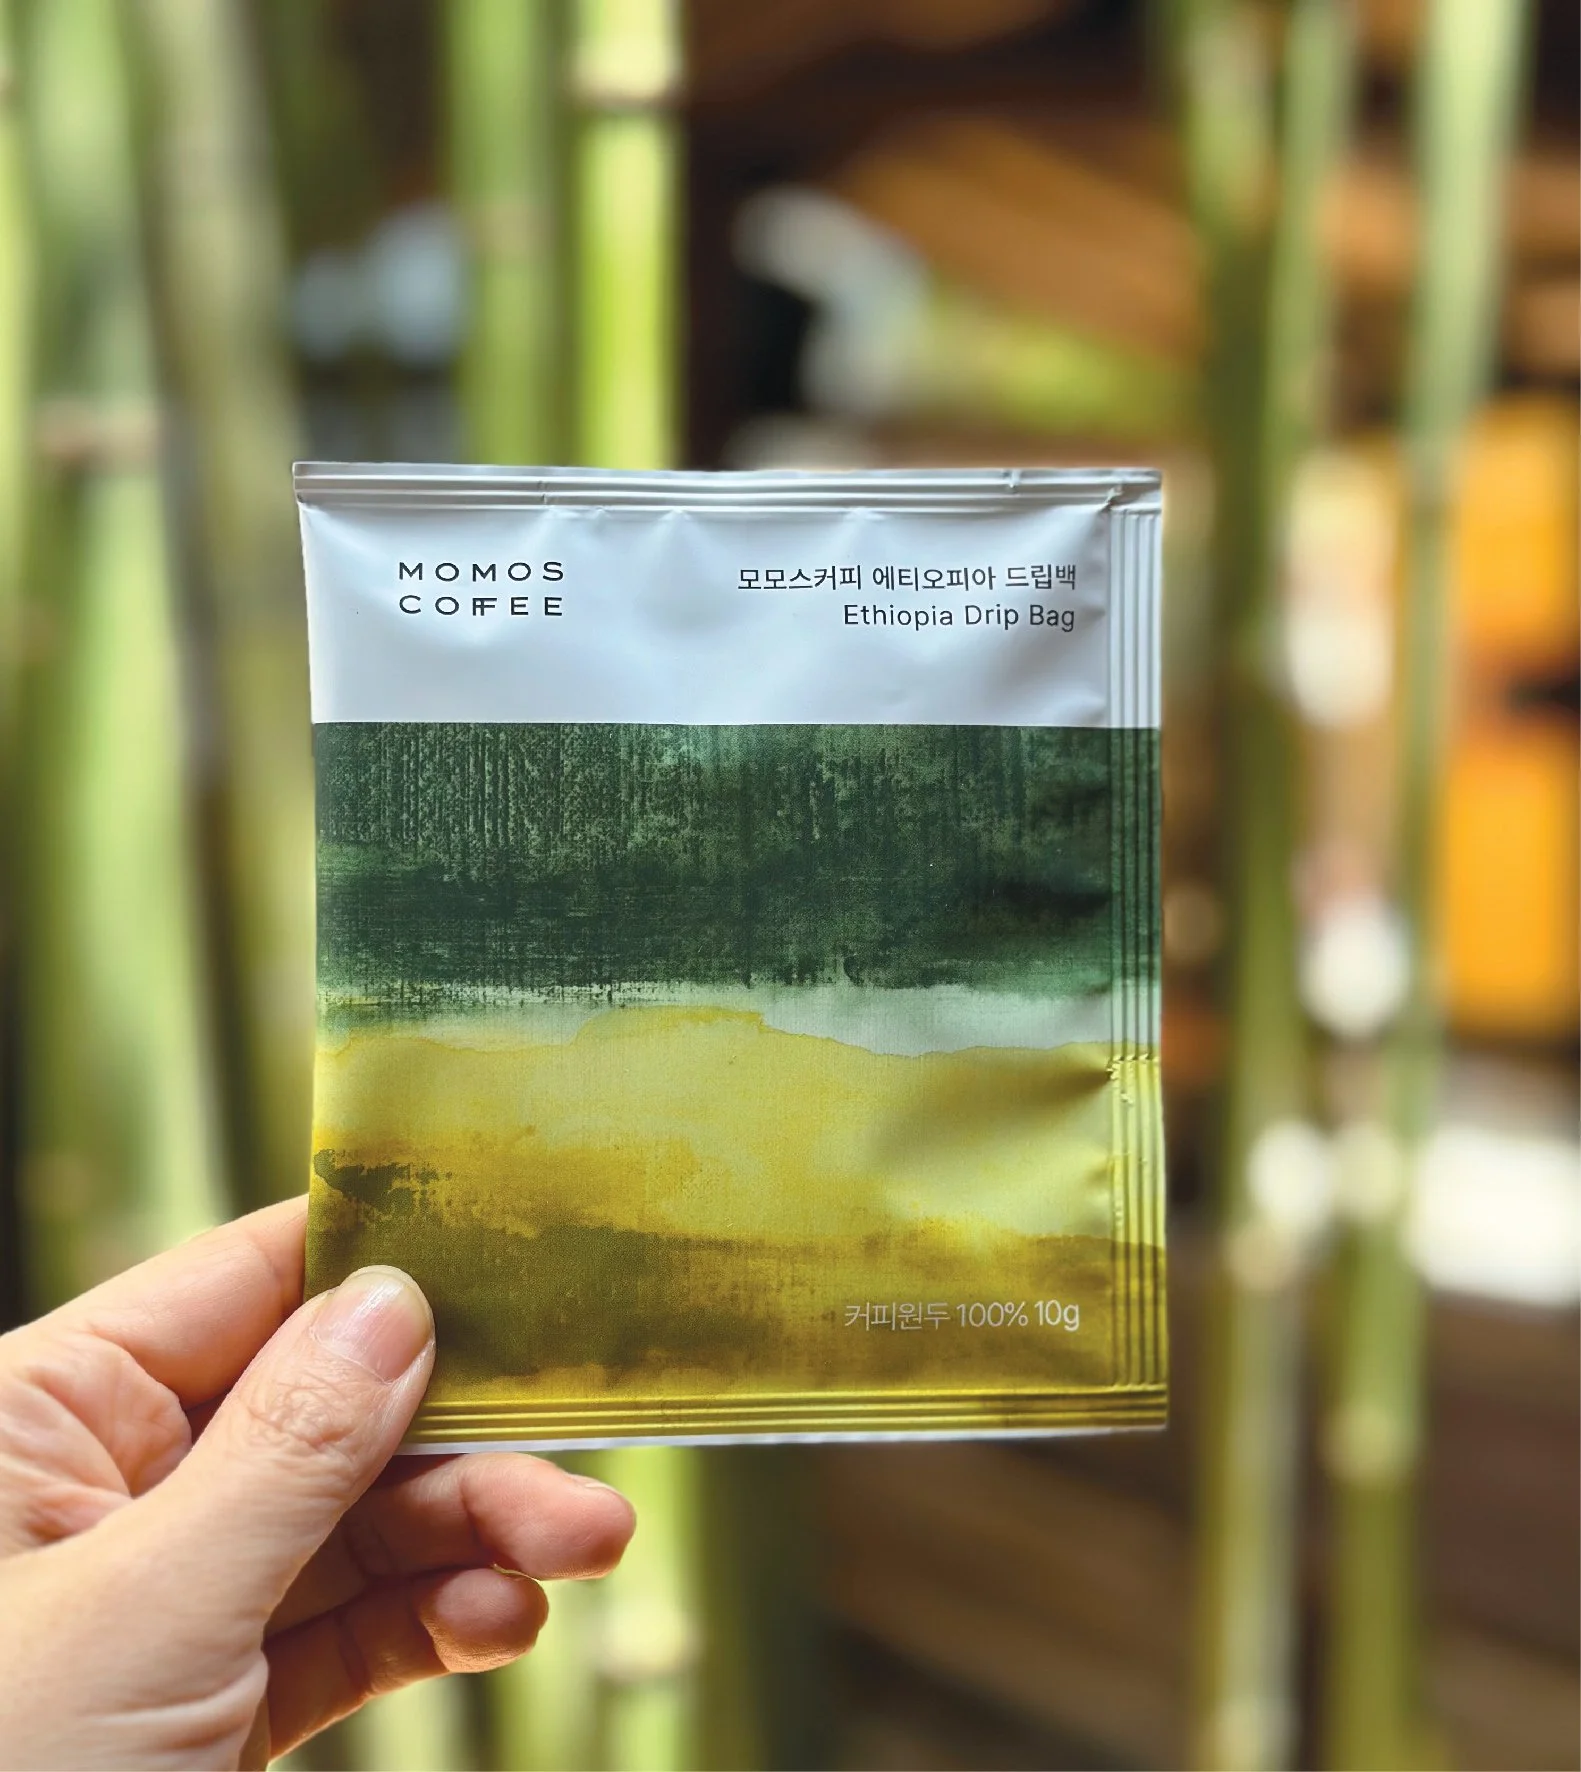 MOMOS
COFFEE
모모스커피 에티오피아 드립백
Ethiopia Drip Bag
커피원두 100% 10g